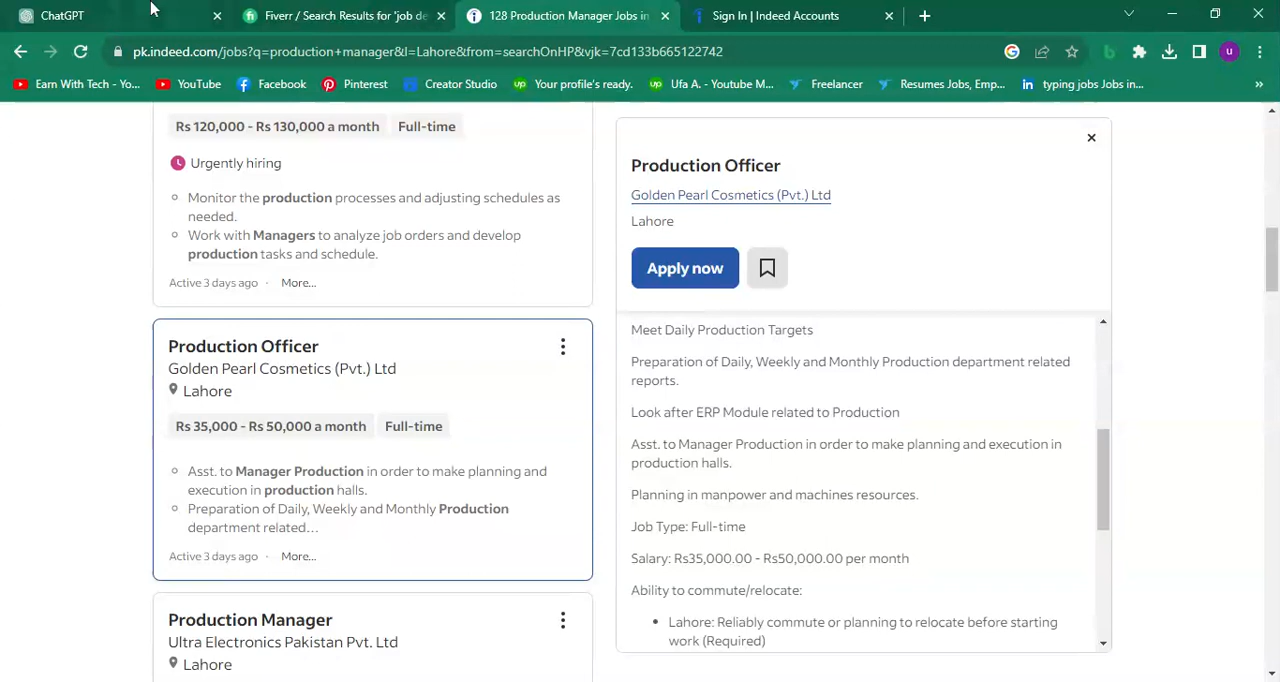 ChatGPT
Fiverr / Search Results for 'job de
128 Production Manager Jobs in
Sign In | Indeed Accounts
pk.indeed.com/jobs?q=production+manager&l=Lahore&from=searchOnHP&vjk=7cd133b665122742
u
Earn With Tech - Yo...
YouTube
Facebook
Pinterest
Creator Studio
Your profile's ready.
Ufa A. - Youtube M...
Freelancer
Resumes Jobs, Emp...
typing jobs Jobs in...
Rs 120,000 - Rs 130,000 a month
Full-time
Urgently hiring
Monitor the production processes and adjusting schedules as
needed.
Work with Managers to analyze job orders and develop
production tasks and schedule.
Active 3 days ago · More...
Production Officer
Golden Pearl Cosmetics (Pvt.) Ltd
Lahore
Rs 35,000 - Rs 50,000 a month
Full-time
Asst. to Manager Production in order to make planning and
execution in production halls.
Preparation of Daily, Weekly and Monthly Production
department related...
Active 3 days ago · More...
Production Manager
Ultra Electronics Pakistan Pvt. Ltd
Lahore
Production Officer
Golden Pearl Cosmetics (Pvt.) Ltd
Lahore
Apply now
Meet Daily Production Targets
Preparation of Daily, Weekly and Monthly Production department related
reports.
Look after ERP Module related to Production
Asst. to Manager Production in order to make planning and execution in
production halls.
Planning in manpower and machines resources.
Job Type: Full-time
Salary: Rs35,000.00 - Rs50,000.00 per month
Ability to commute/relocate:
Lahore: Reliably commute or planning to relocate before starting
work (Required)